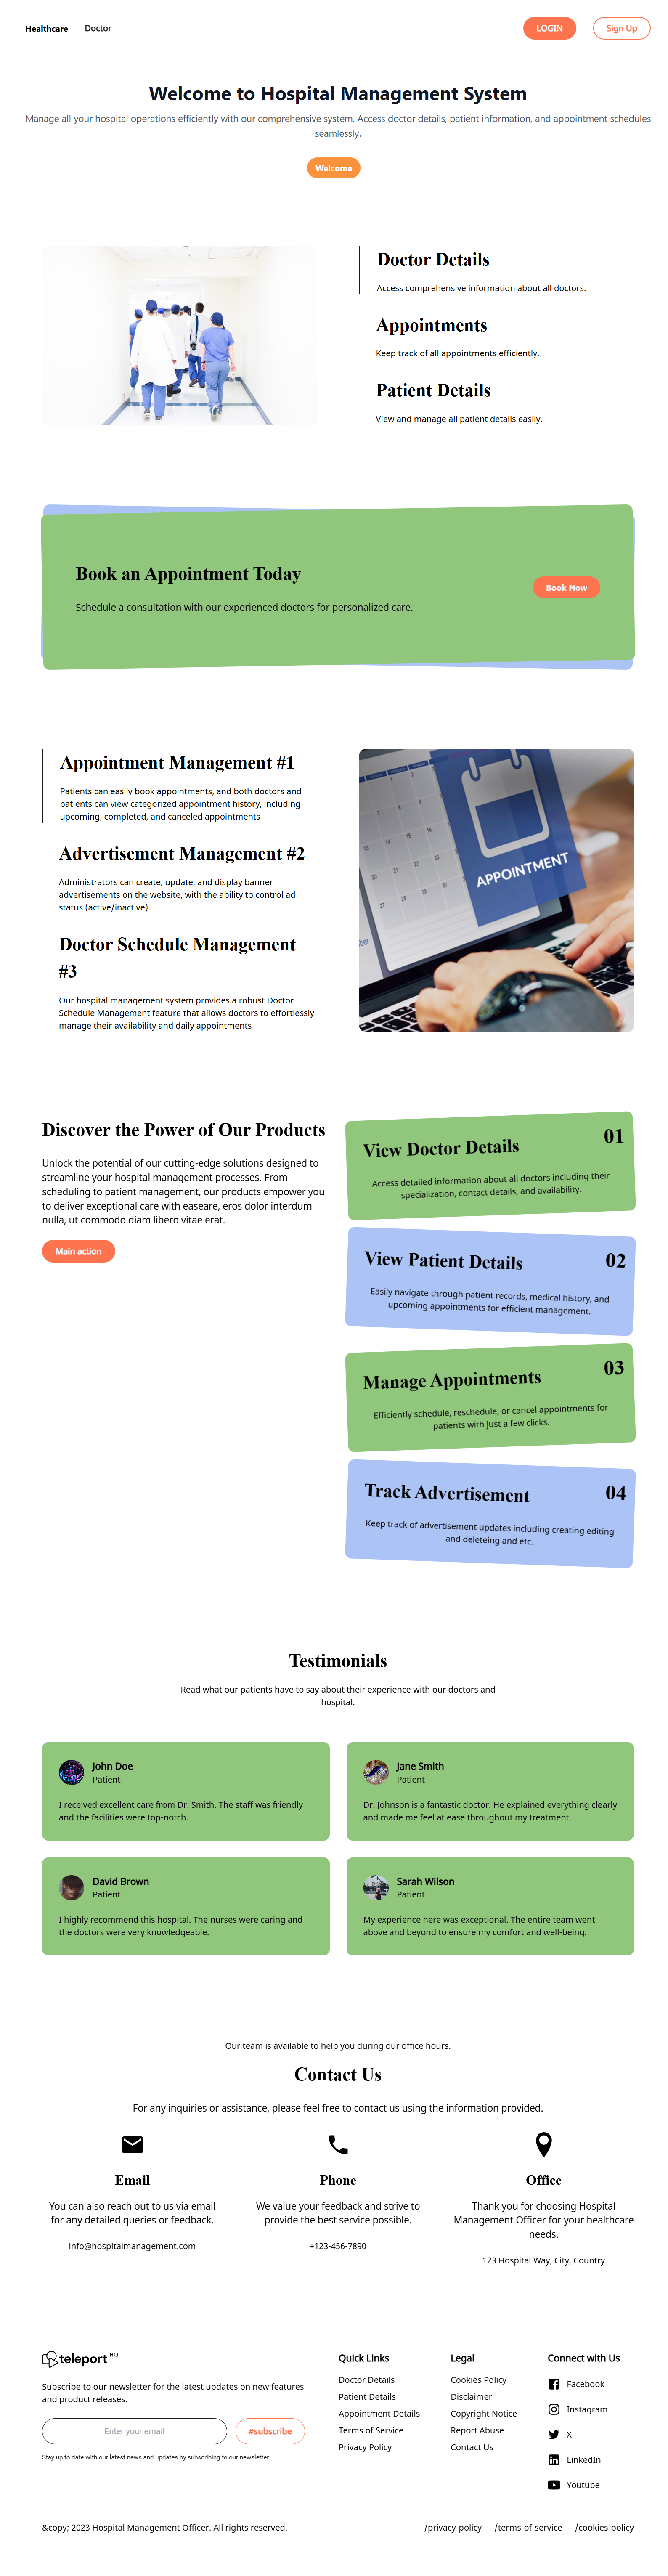 Healthcare
Doctor
LOGIN
Sign Up
Welcome to Hospital Management System
Manage all your hospital operations efficiently with our comprehensive system. Access doctor details, patient information, and appointment schedules
seamlessly.
Welcome
Doctor Details
Access comprehensive information about all doctors.
Appointments
Keep track of all appointments efficiently.
Patient Details
View and manage all patient details easily.
Book an Appointment Today
Schedule a consultation with our experienced doctors for personalized care.
Book Now
Appointment Management #1
Patients can easily book appointments, and both doctors and
patients can view categorized appointment history, including
upcoming, completed, and canceled appointments
Advertisement Management #2
Administrators can create, update, and display banner
advertisements on the website, with the ability to control ad
status (active/inactive).
Doctor Schedule Management
#3
Our hospital management system provides a robust Doctor
Schedule Management feature that allows doctors to effortlessly
manage their availability and daily appointments
APPOINTMENT
Discover the Power of Our Products
Unlock the potential of our cutting-edge solutions designed to
streamline your hospital management processes. From
scheduling to patient management, our products empower you
to deliver exceptional care with easeare, eros dolor interdum
nulla, ut commodo diam libero vitae erat.
Main action
01
View Doctor Details
Access detailed information about all doctors including their
specialization, contact details, and availability.
02
View Patient Details
Easily navigate through patient records, medical history, and
upcoming appointments for efficient management.
03
Manage Appointments
Efficiently schedule, reschedule, or cancel appointments for
patients with just a few clicks.
04
Track Advertisement
Keep track of advertisement updates including creating editing
and deleteing and etc.
Testimonials
Read what our patients have to say about their experience with our doctors and
hospital.
John Doe
Patient
I received excellent care from Dr. Smith. The staff was friendly
and the facilities were top-notch.
Jane Smith
Patient
Dr. Johnson is a fantastic doctor. He explained everything clearly
and made me feel at ease throughout my treatment.
David Brown
Patient
I highly recommend this hospital. The nurses were caring and
the doctors were very knowledgeable.
Sarah Wilson
Patient
My experience here was exceptional. The entire team went
above and beyond to ensure my comfort and well-being.
Our team is available to help you during our office hours.
Contact Us
For any inquiries or assistance, please feel free to contact us using the information provided.
Email
You can also reach out to us via email
for any detailed queries or feedback.
info@hospitalmanagement.com
Phone
We value your feedback and strive to
provide the best service possible.
+123-456-7890
Office
Thank you for choosing Hospital
Management Officer for your healthcare
needs.
123 Hospital Way, City, Country
teleport HQ
Subscribe to our newsletter for the latest updates on new features
and product releases.
Enter your email
#subscribe
Stay up to date with our latest news and updates by subscribing to our newsletter.
Quick Links
Doctor Details
Patient Details
Appointment Details
Terms of Service
Privacy Policy
Legal
Cookies Policy
Disclaimer
Copyright Notice
Report Abuse
Contact Us
Connect with Us
Facebook
Instagram
X
LinkedIn
Youtube
&copy; 2023 Hospital Management Officer. All rights reserved.
/privacy-policy
/terms-of-service
/cookies-policy